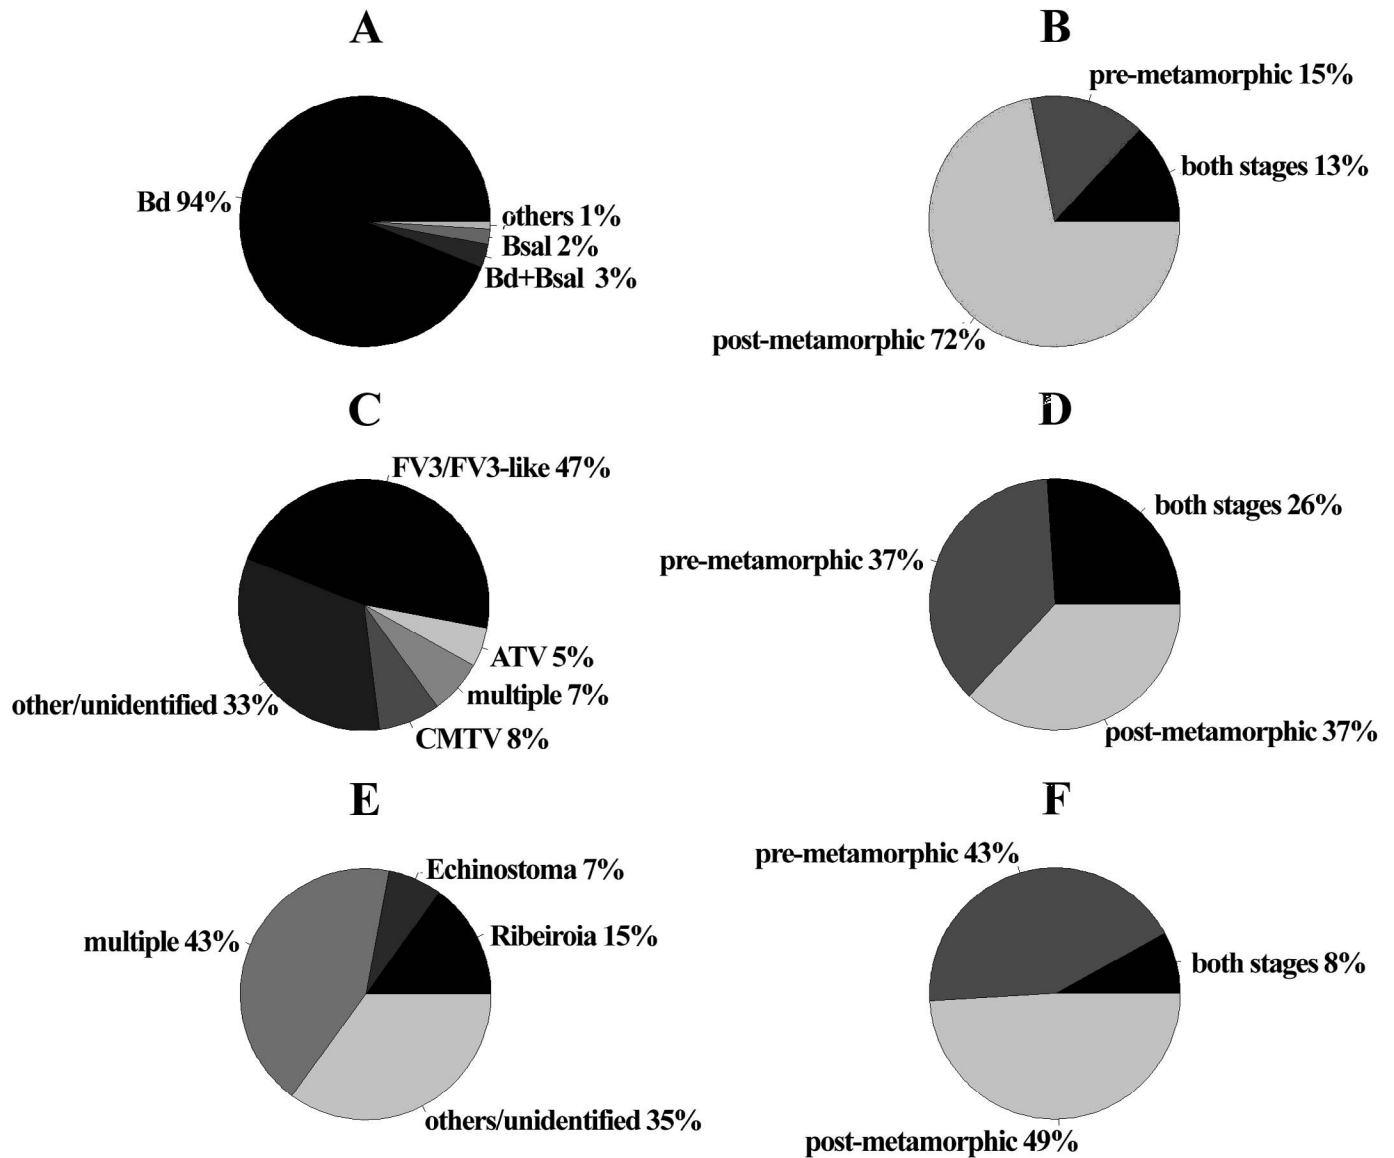 A
Bd 94%
others 1%
Bsal 2%
Bd+Bsal 3%
B
pre-metamorphic 15%
both stages 13%
post-metamorphic 72%
C
FV3/FV3-like 47%
ATV 5%
multiple 7%
CMTV 8%
other/unidentified 33%
D
both stages 26%
pre-metamorphic 37%
post-metamorphic 37%
E
Echinostoma 7%
Ribeiroia 15%
multiple 43%
others/unidentified 35%
F
pre-metamorphic 43%
both stages 8%
post-metamorphic 49%